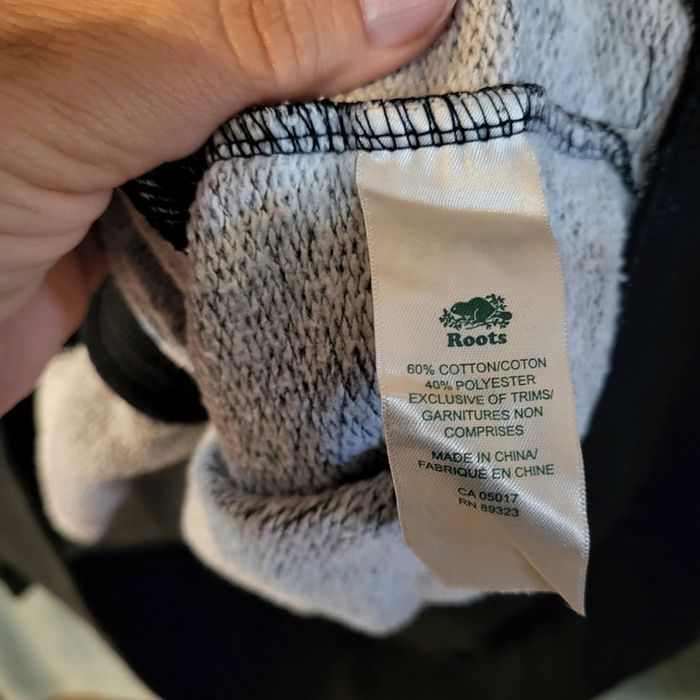 Roots
60% COTTON/COTON
40% POLYESTER
EXCLUSIVE OF TRIMS/
GARNITURES NON
COMPRISES
MADE IN CHINA/
FABRIQUÉ EN CHINE
CA 05017
RN 89323